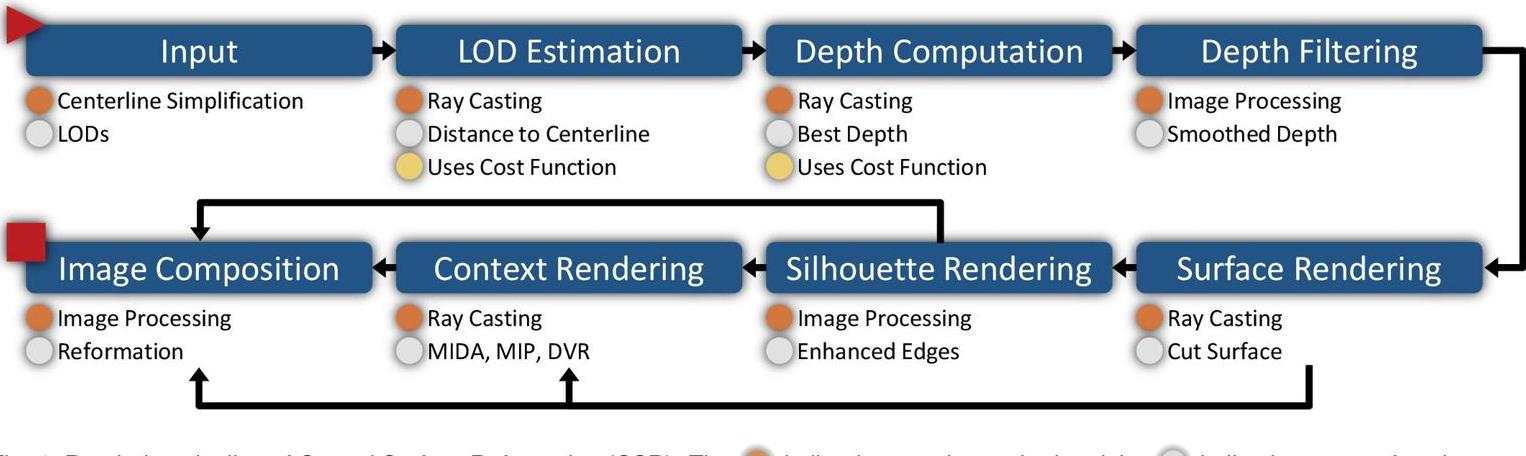 Input
LOD Estimation
Depth Computation
Depth Filtering
Centerline Simplification
LODs
Ray Casting
Distance to Centerline
Uses Cost Function
Ray Casting
Best Depth
Uses Cost Function
Image Processing
Smoothed Depth
Image Composition
Context Rendering
Silhouette Rendering
Surface Rendering
Image Processing
Reformation
Ray Casting
MIDA, MIP, DVR
Image Processing
Enhanced Edges
Ray Casting
Cut Surface